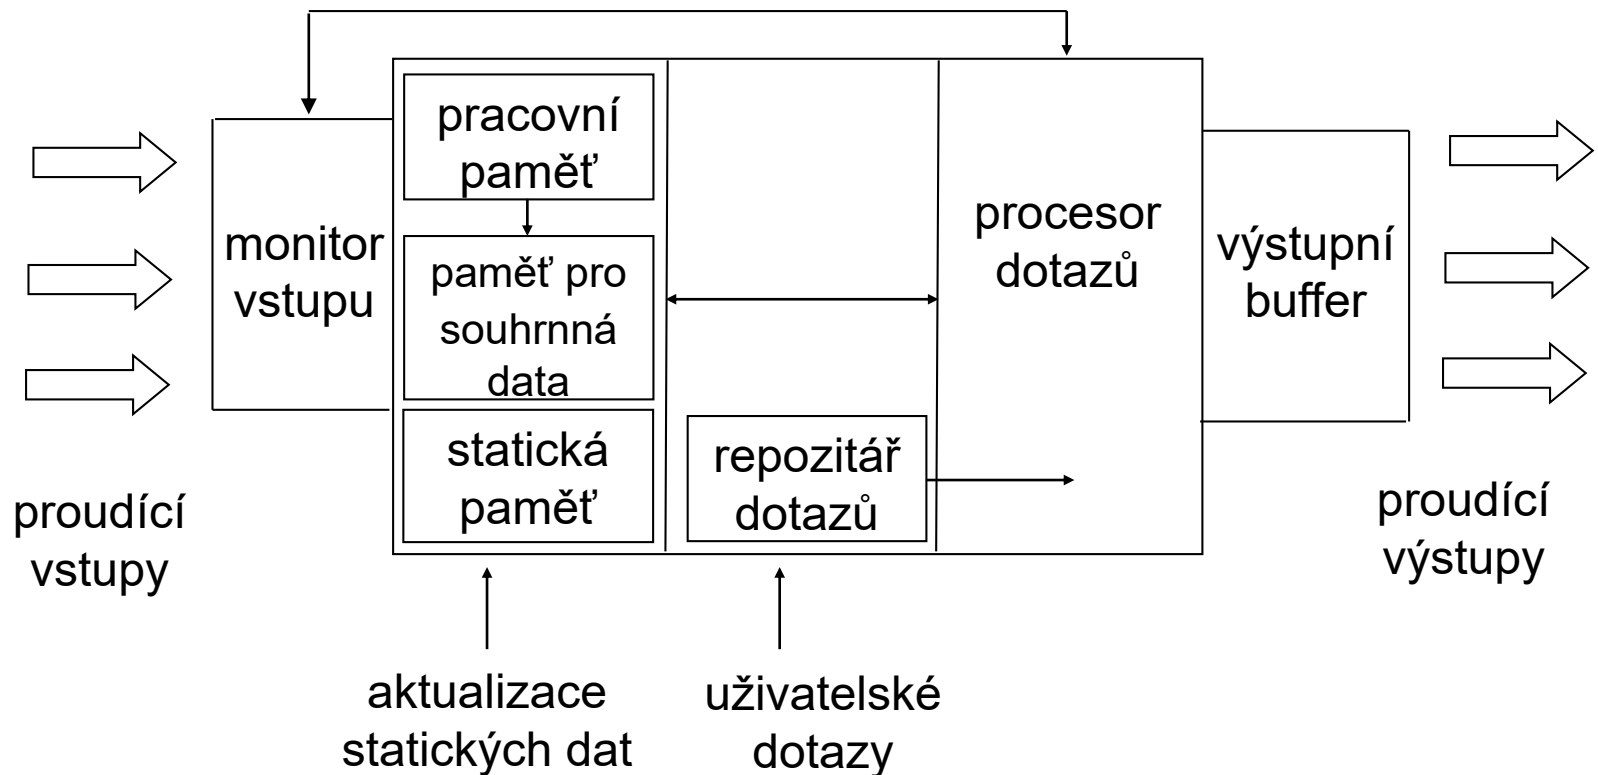 pracovní
paměť
monitor
vstupu
paměť pro
souhrnná
data
statická
paměť
repozitář
dotazů
procesor
dotazů
výstupní
buffer
proudící
vstupy
proudící
výstupy
aktualizace
statických dat
uživatelské
dotazy